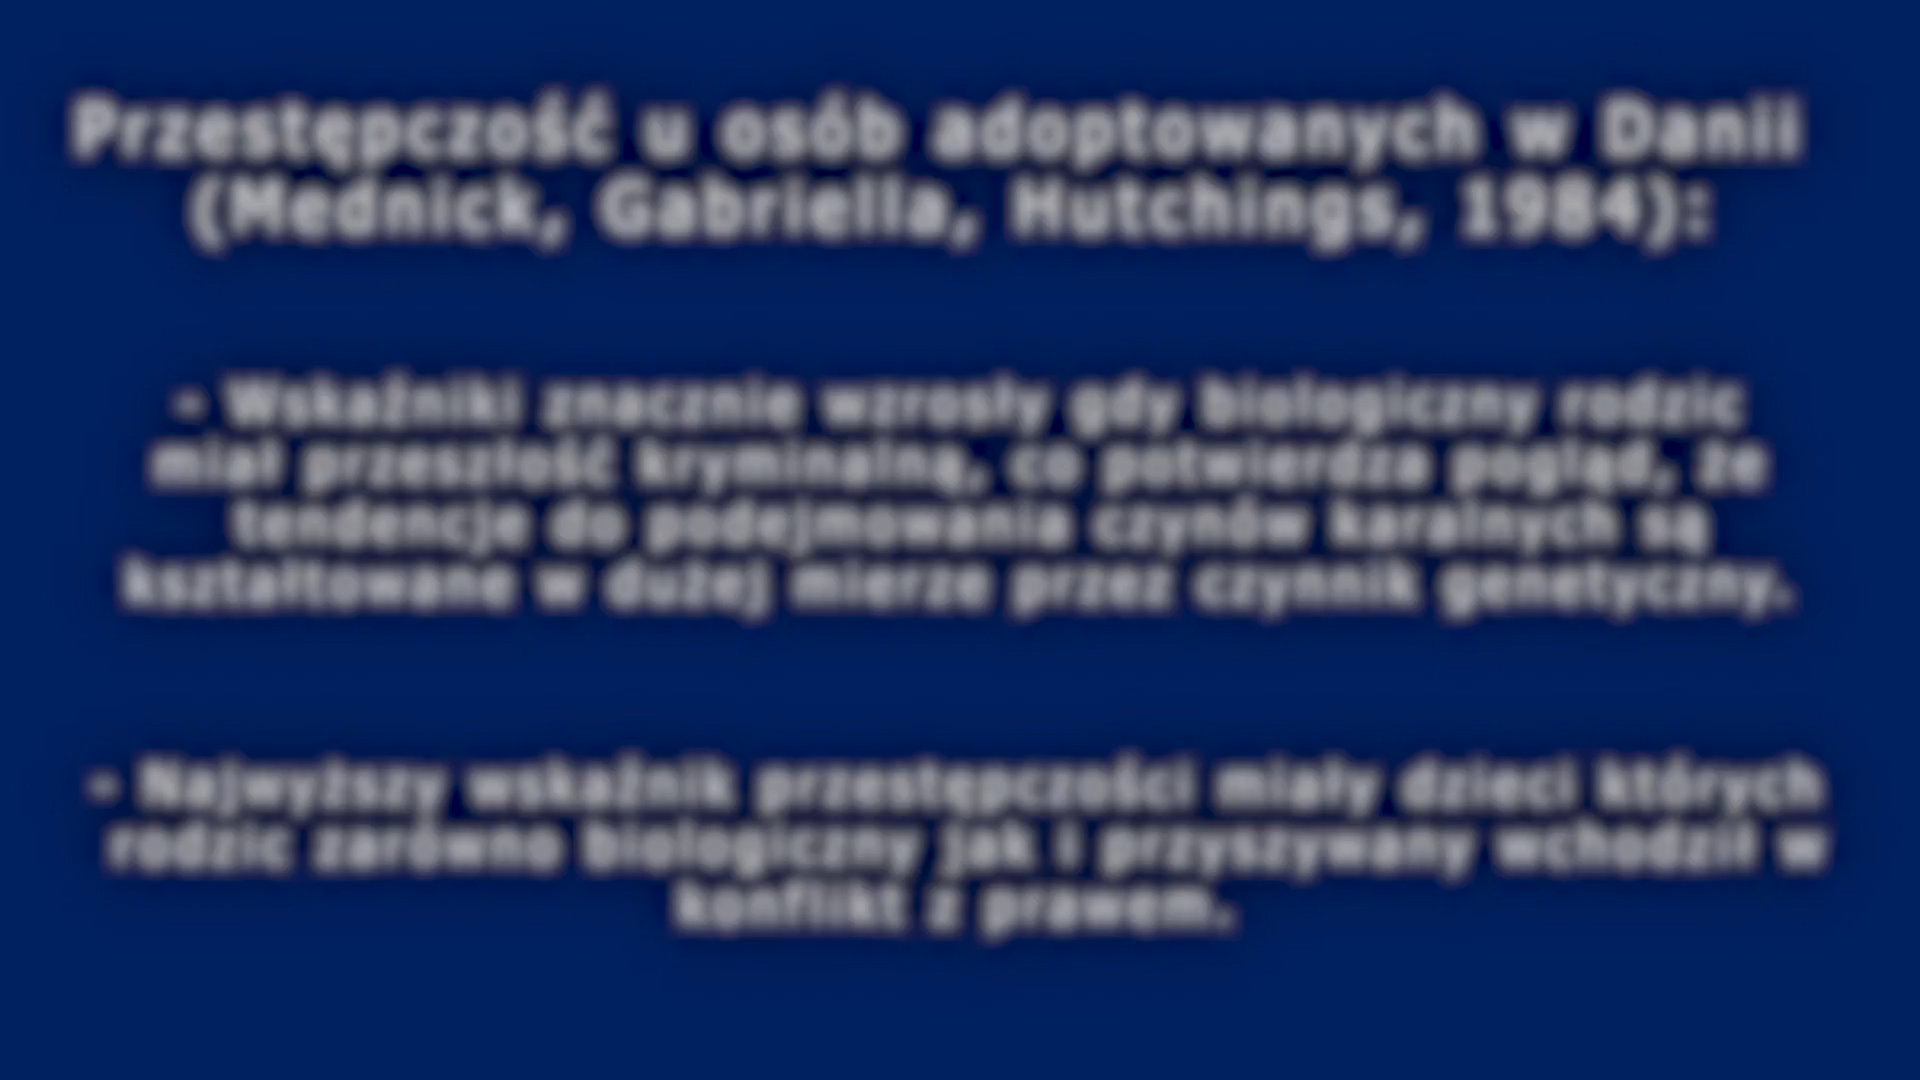 Przestępczość u osób adoptowanych w Danii
(Mednick, Gabriella, Hutchings, 1984):
- Wskaźniki znacznie wzrosły gdy biologiczny rodzic
miał przeszłość kryminalną, co potwierdza pogląd, że
tendencje do podejmowania czynów karalnych są
kształtowane w dużej mierze przez czynnik genetyczny.
- Najwyższy wskaźnik przestępczości miały dzieci których
rodzic zarówno biologiczny jak i przyszywany wchodził w
konflikt z prawem.